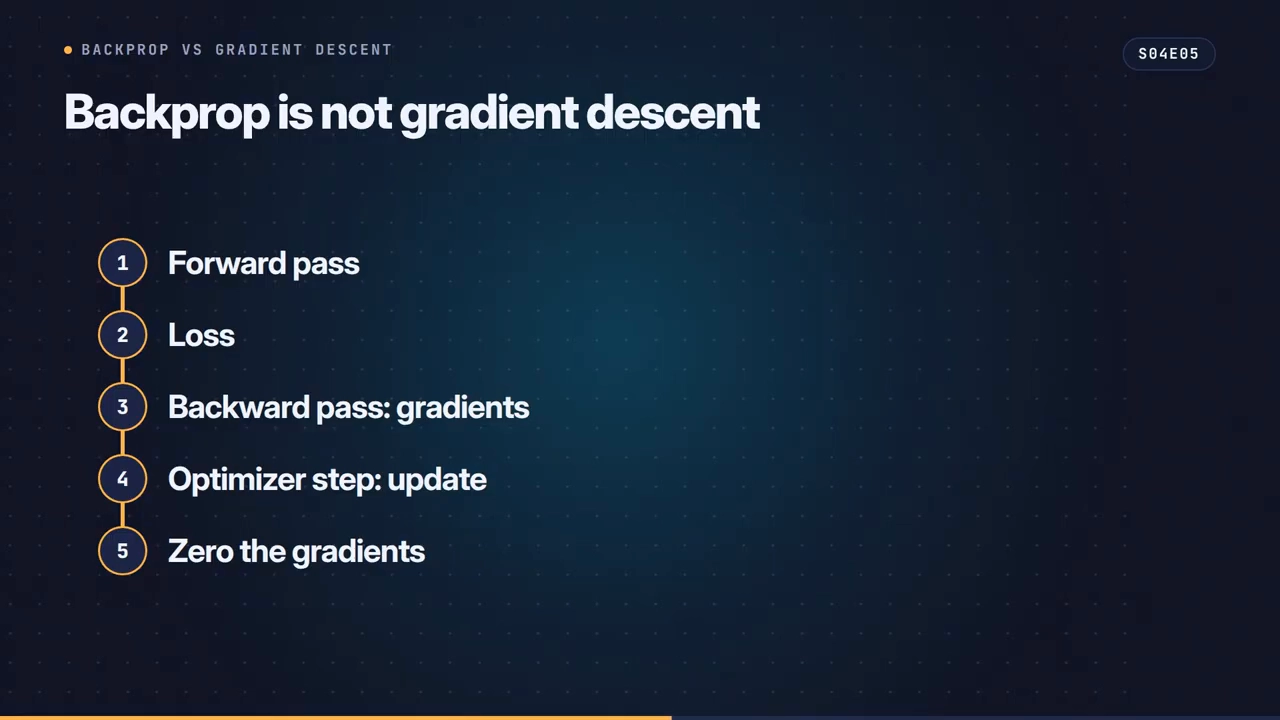 BACKPROP VS GRADIENT DESCENT
S04E05
Backprop is not gradient descent
1 Forward pass
2 Loss
3 Backward pass: gradients
4 Optimizer step: update
5 Zero the gradients